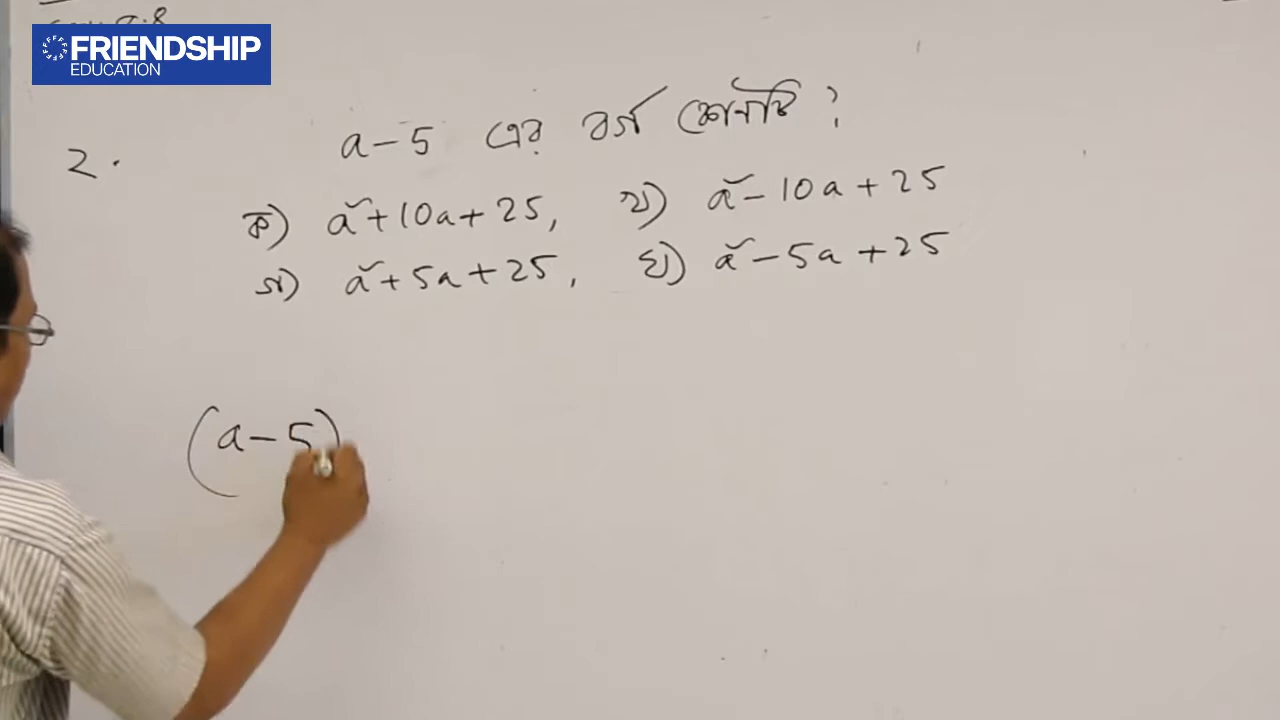 FRIENDSHIP
EDUCATION
2. a-5 এর বর্গ কোনটি ?
ক) a²+10a+25, খ) a²-10a+25
গ) a²+5a+25, ঘ) a²-5a+25
(a-5)